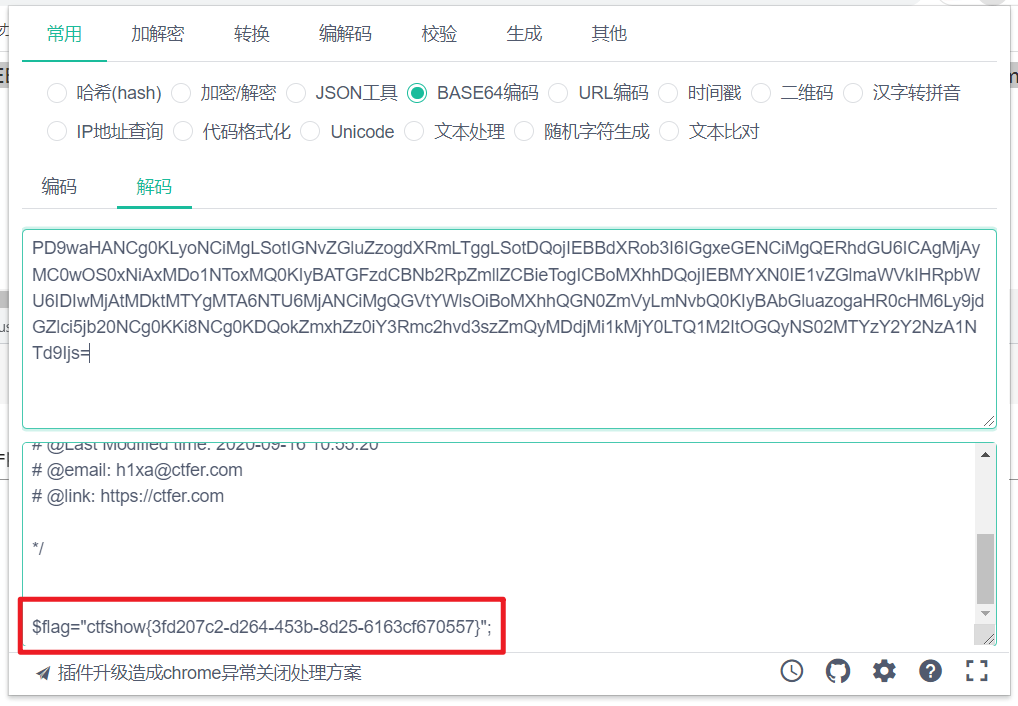 常用 加解密 转换 编解码 校验 生成 其他
哈希(hash) 加密/解密 JSON工具 BASE64编码 URL编码 时间戳 二维码 汉字转拼音
IP地址查询 代码格式化 Unicode 文本处理 随机字符生成 文本比对
编码 解码
PD9waHANCg0KLyoNCiMgLSotIGNvZGluZzogdXRmLTggLSotDQojIEBBdXRob3I6IGgxeGENCiMgQERhdGU6ICAgMjAy
MC0wOS0xNiAxMDo1NToxMQ0KIyBATGFzdCBNb2RpZmllZCBieTogICBoMXhhDQojIEBMYXN0IE1vZGlmaWVkIHRpbW
U6IDIwMjAtMDktMTYgMTA6NTU6MjANCiMgQGVtYWlsOiBoMXhhQGN0ZmVyLmNvbQ0KIyBAbGluazogaHR0cHM6Ly9jd
GZlci5jb20NCg0KKi8NCg0KDQokZmxhZz0iY3Rmc2hvd3szZmQyMDdjMi1kMjY0LTQ1M2ItOGQyNS02MTYzY2Y2NzA1N
Td9Ijs=
# @Last Modified time: 2020-09-16 10:55:20
# @email: h1xa@ctfer.com
# @link: https://ctfer.com
*/
$flag="ctfshow{3fd207c2-d264-453b-8d25-6163cf670557}";
插件升级造成chrome异常关闭处理方案